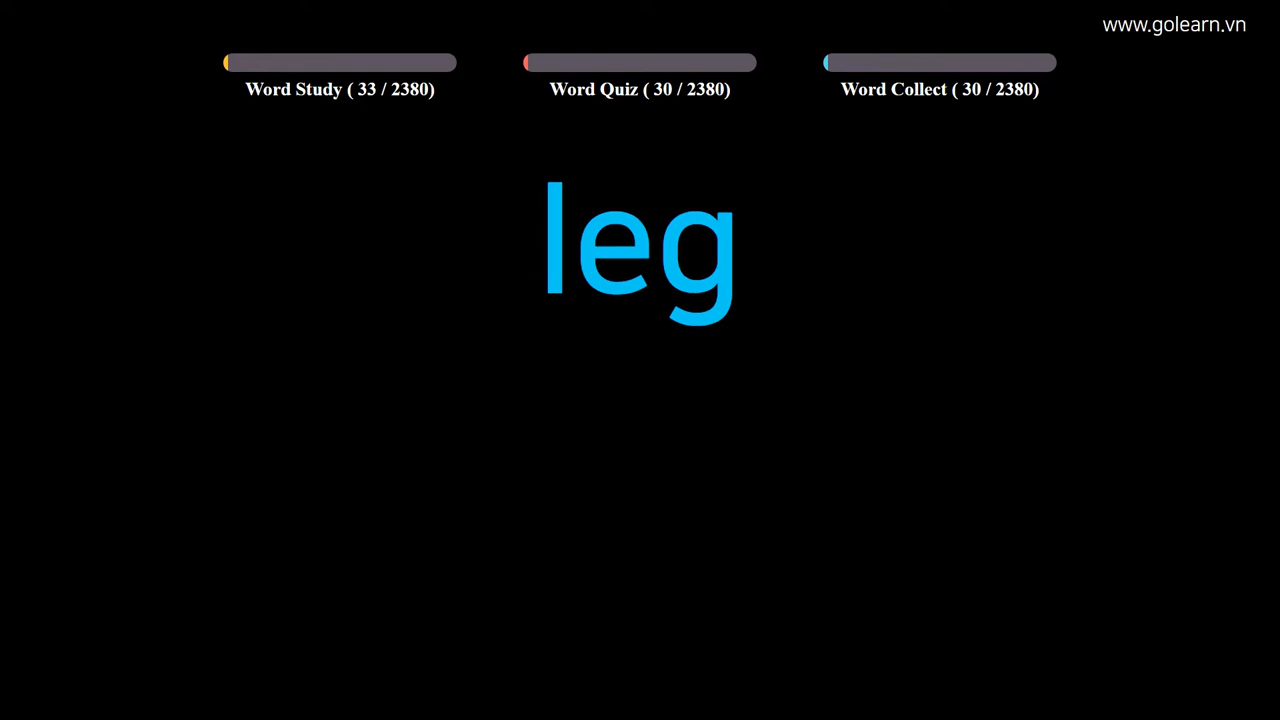 www.golearn.vn
Word Study ( 33 / 2380)
Word Quiz ( 30 / 2380)
Word Collect ( 30 / 2380)
leg